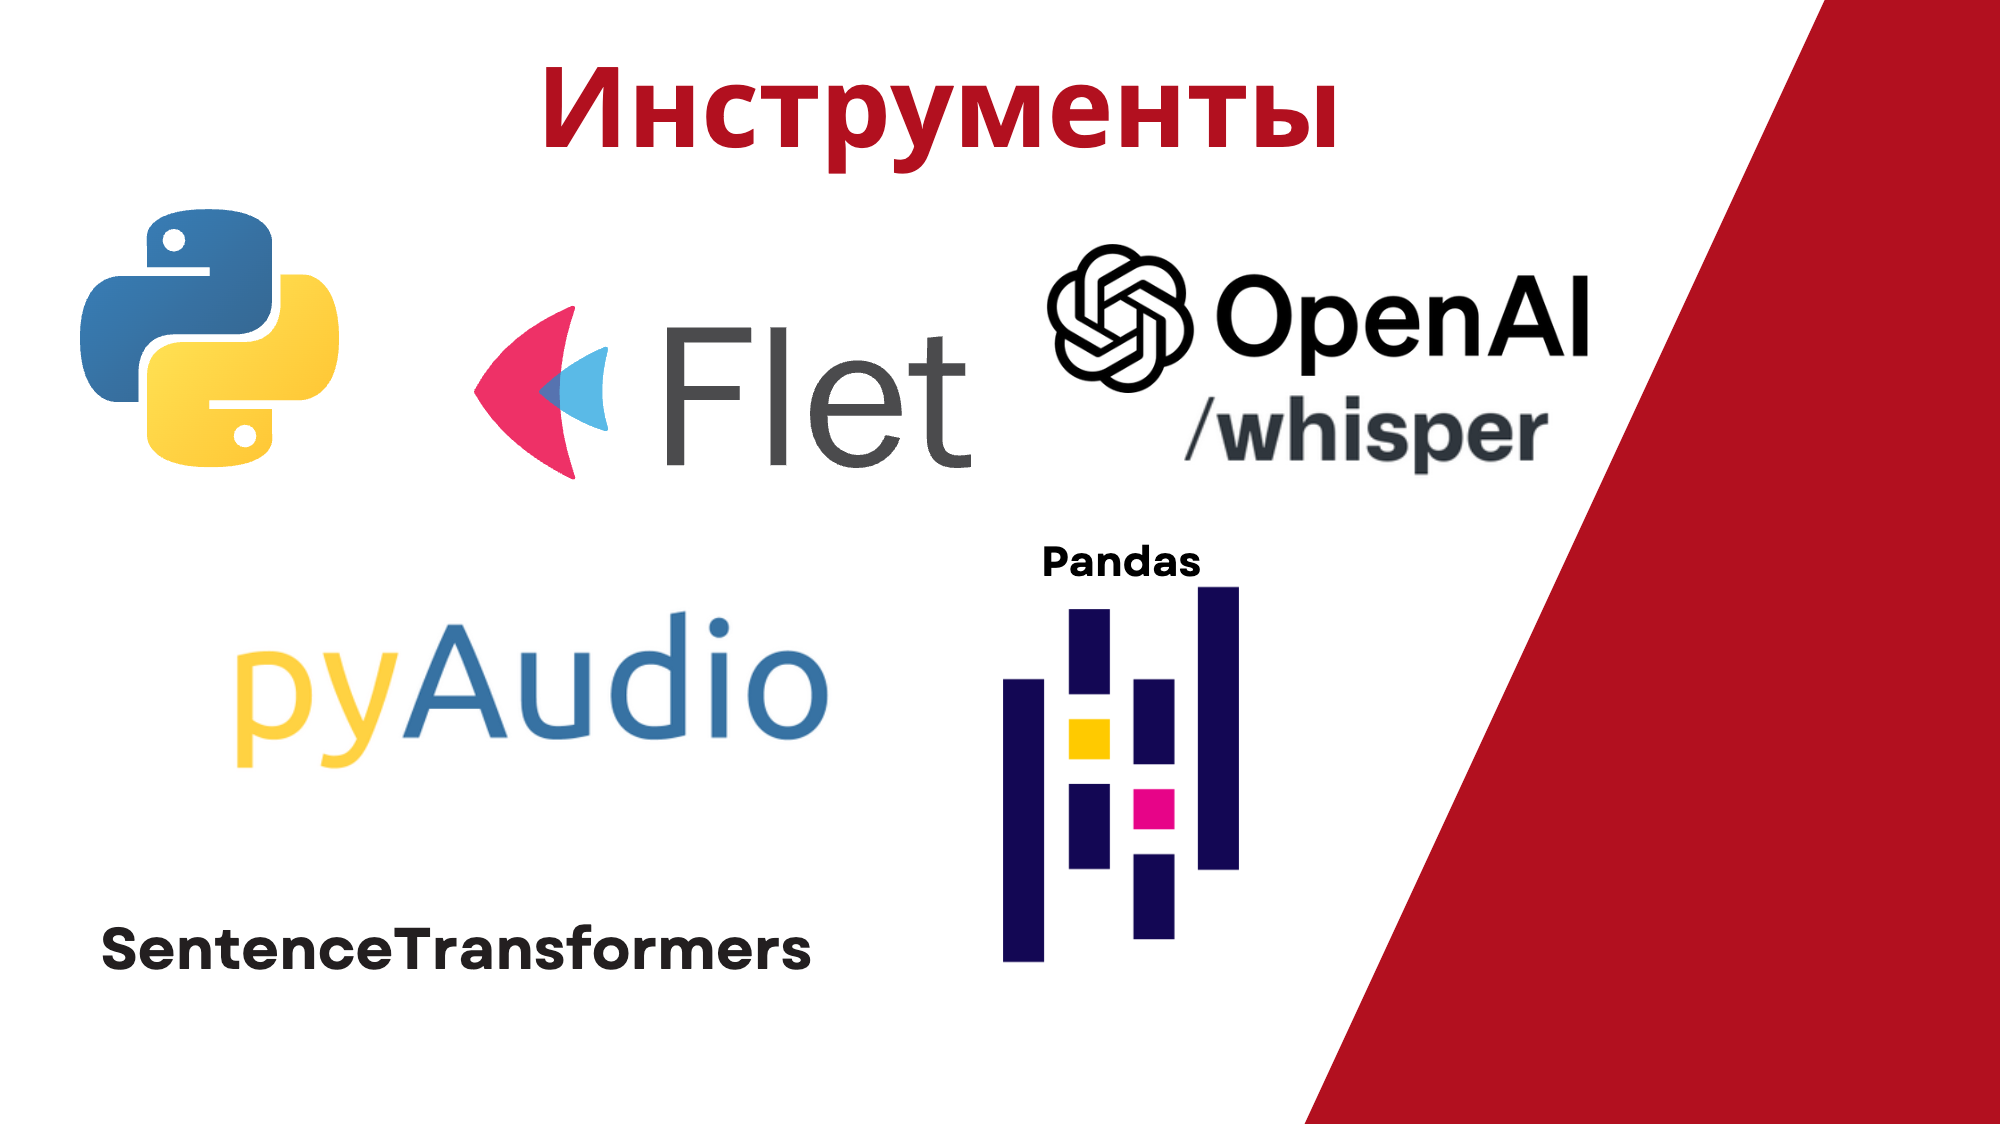 Инструменты
Flet
OpenAI
/whisper
Pandas
pyAudio
SentenceTransformers